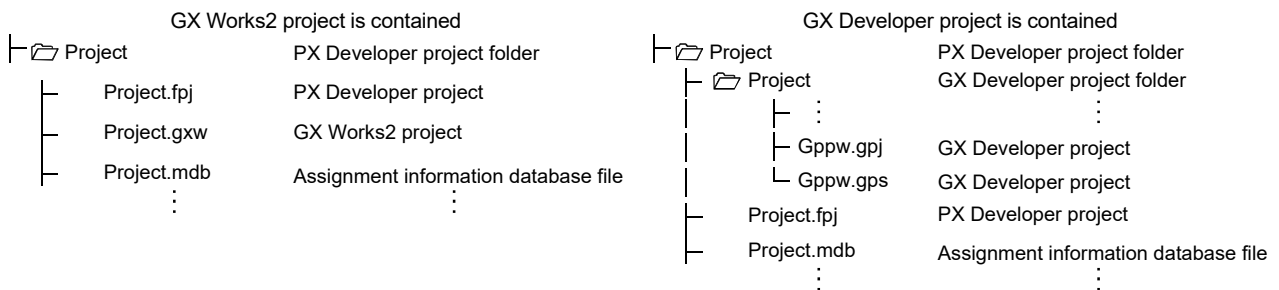 GX Works2 project is contained
Project PX Developer project folder
Project.fpj PX Developer project
Project.gxw GX Works2 project
Project.mdb Assignment information database file
GX Developer project is contained
Project PX Developer project folder
Project GX Developer project folder
Gppw.gpj GX Developer project
Gppw.gps GX Developer project
Project.fpj PX Developer project
Project.mdb Assignment information database file